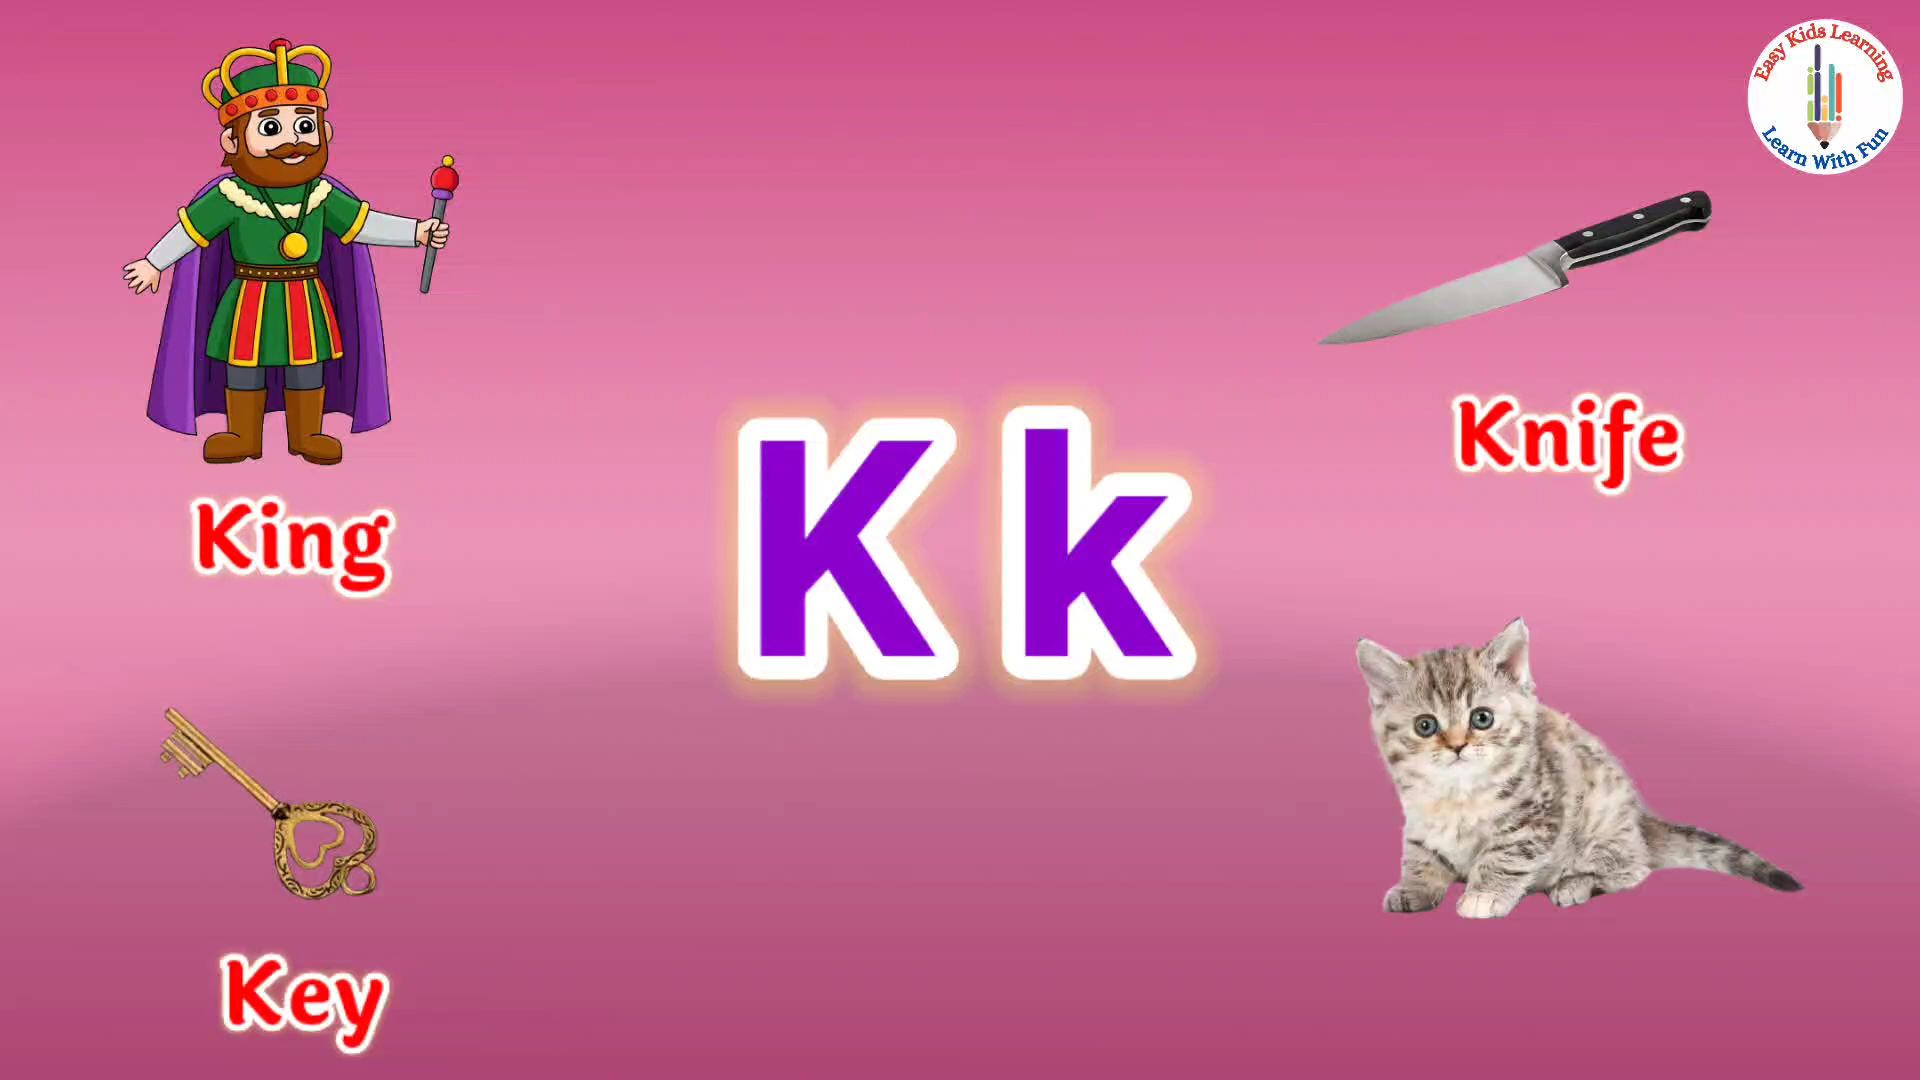 Easy Kids Learning
Learn With Fun
Knife
K k
King
Key